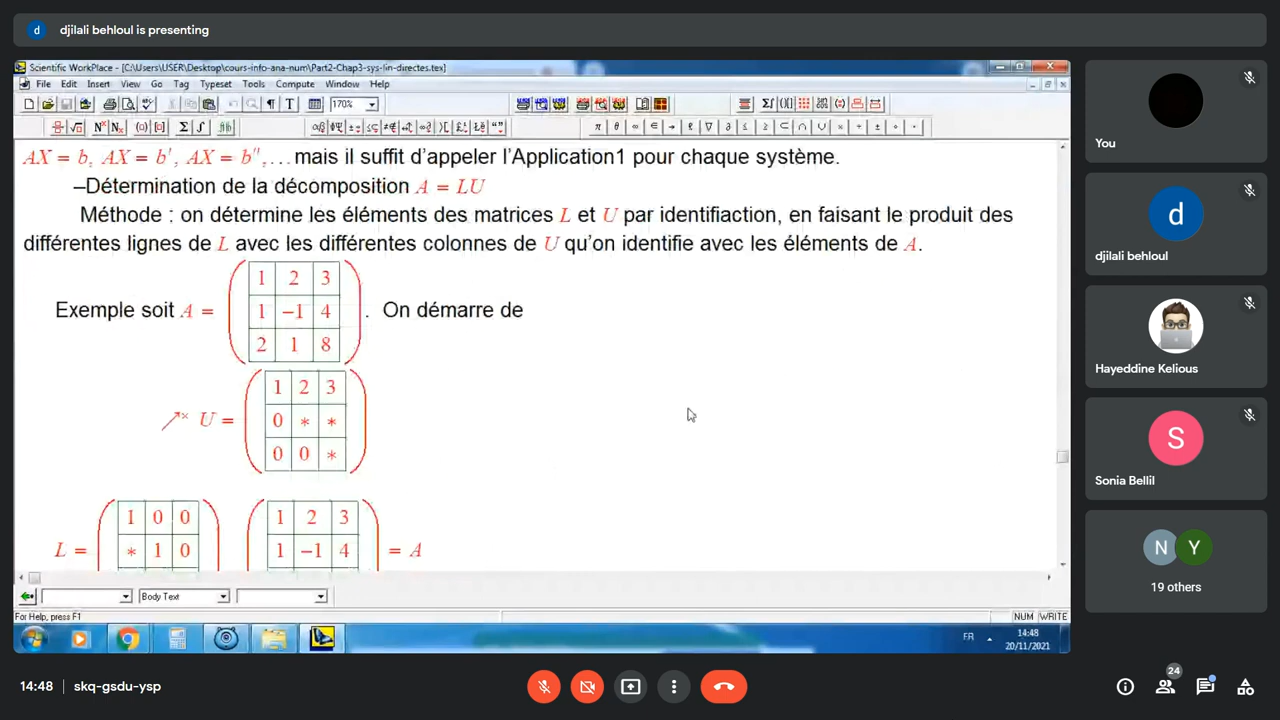 d djilali behloul is presenting
Scientific WorkPlace - [C:\Users\USER\Desktop\cours-info-ana-num\Part2-Chap3-sys-lin-directes.tex]
File Edit Insert View Go Tag Typeset Tools Compute Window Help
170%
AX = b, AX = b′, AX = b″,… mais il suffit d'appeler l'Application1 pour chaque système.
–Détermination de la décomposition A = LU
Méthode : on détermine les éléments des matrices L et U par identifiaction, en faisant le produit des
différentes lignes de L avec les différentes colonnes de U qu'on identifie avec les éléments de A.
1 2 3
Exemple soit A = 1 −1 4 . On démarre de
2 1 8
1 2 3
↗× U = 0 * *
0 0 *
1 0 0 1 2 3
L = * 1 0 1 −1 4 = A
Body Text
For Help, press F1 NUM WRITE
FR 14:48
20/11/2021
You
d
djilali behloul
Hayeddine Kelious
S
Sonia Bellil
N Y
19 others
14:48 | skq-gsdu-ysp
24